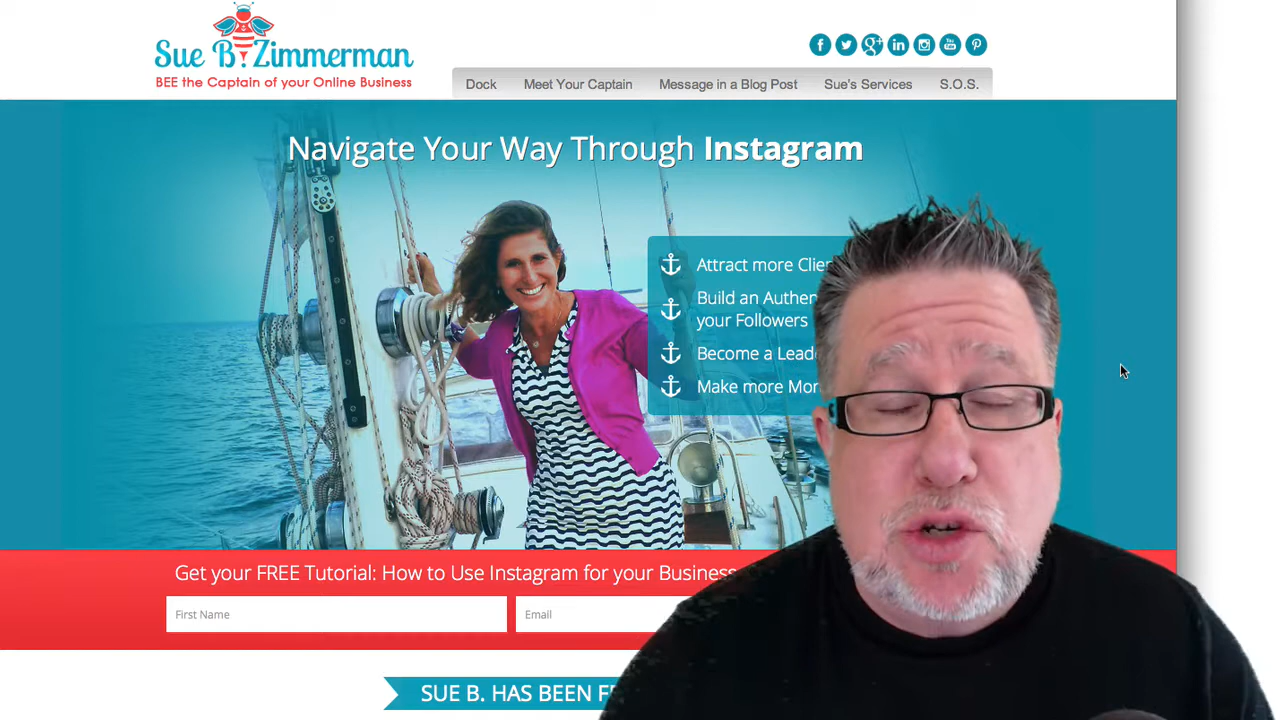 Sue B. Zimmerman
BEE the Captain of your Online Business
Dock Meet Your Captain Message in a Blog Post Sue's Services S.O.S.
Navigate Your Way Through Instagram
Attract more
Build an
your Followers
Become a
Make more
Get your FREE Tutorial: How to Use Instagram for your Business
First Name Email
SUE B. HAS BEEN